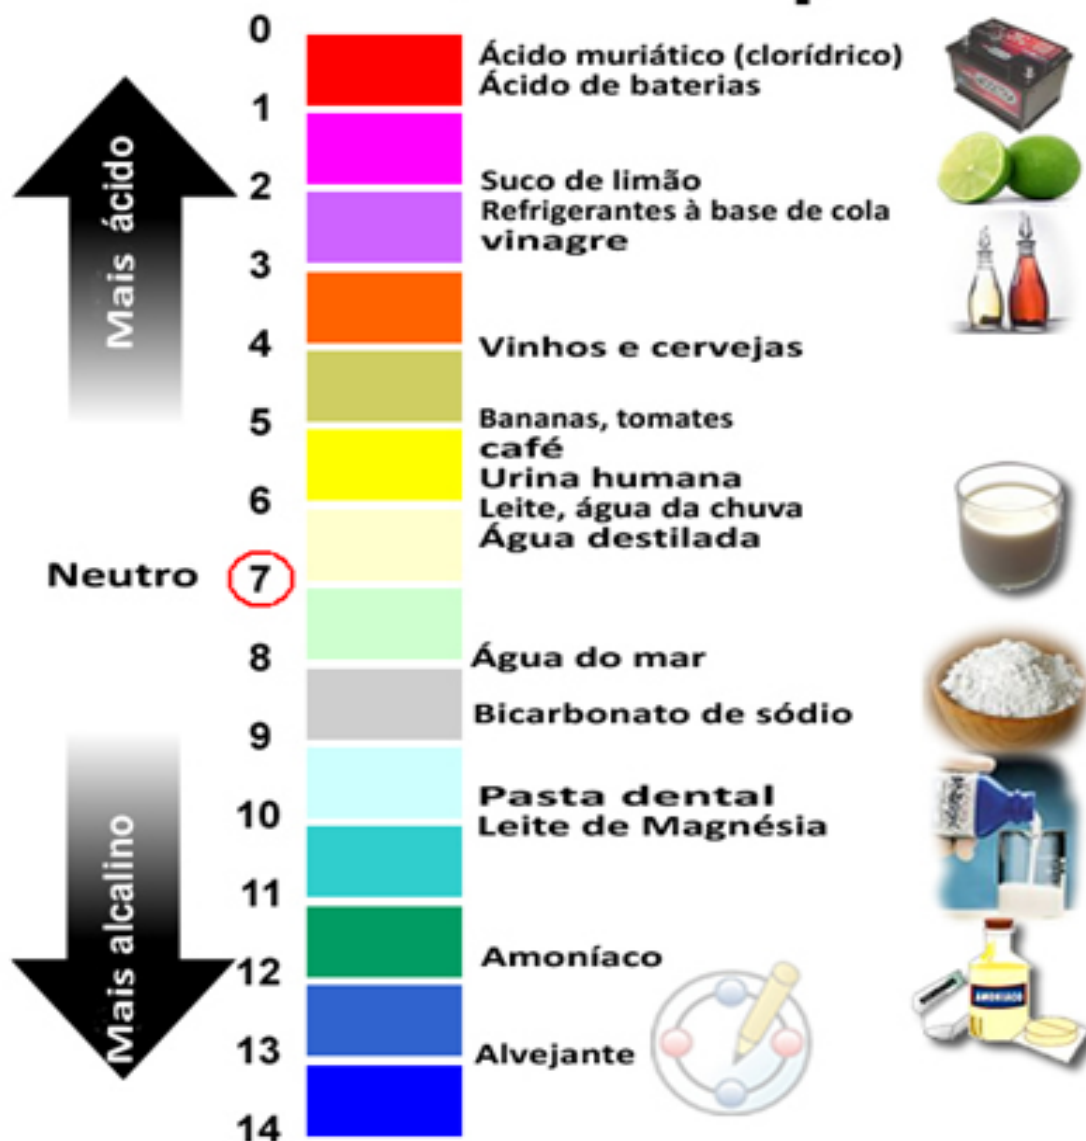 0
Ácido muriático (clorídrico)
Ácido de baterias
1
2
Suco de limão
Refrigerantes à base de cola
vinagre
3
4
Vinhos e cervejas
Mais ácido
5
Bananas, tomates
café
Urina humana
6
Leite, água da chuva
Água destilada
Neutro 7
8
Água do mar
Bicarbonato de sódio
9
Pasta dental
10
Leite de Magnésia
11
Mais alcalino
Amoníaco
12
AMONÍACO
13
Alvejante
14